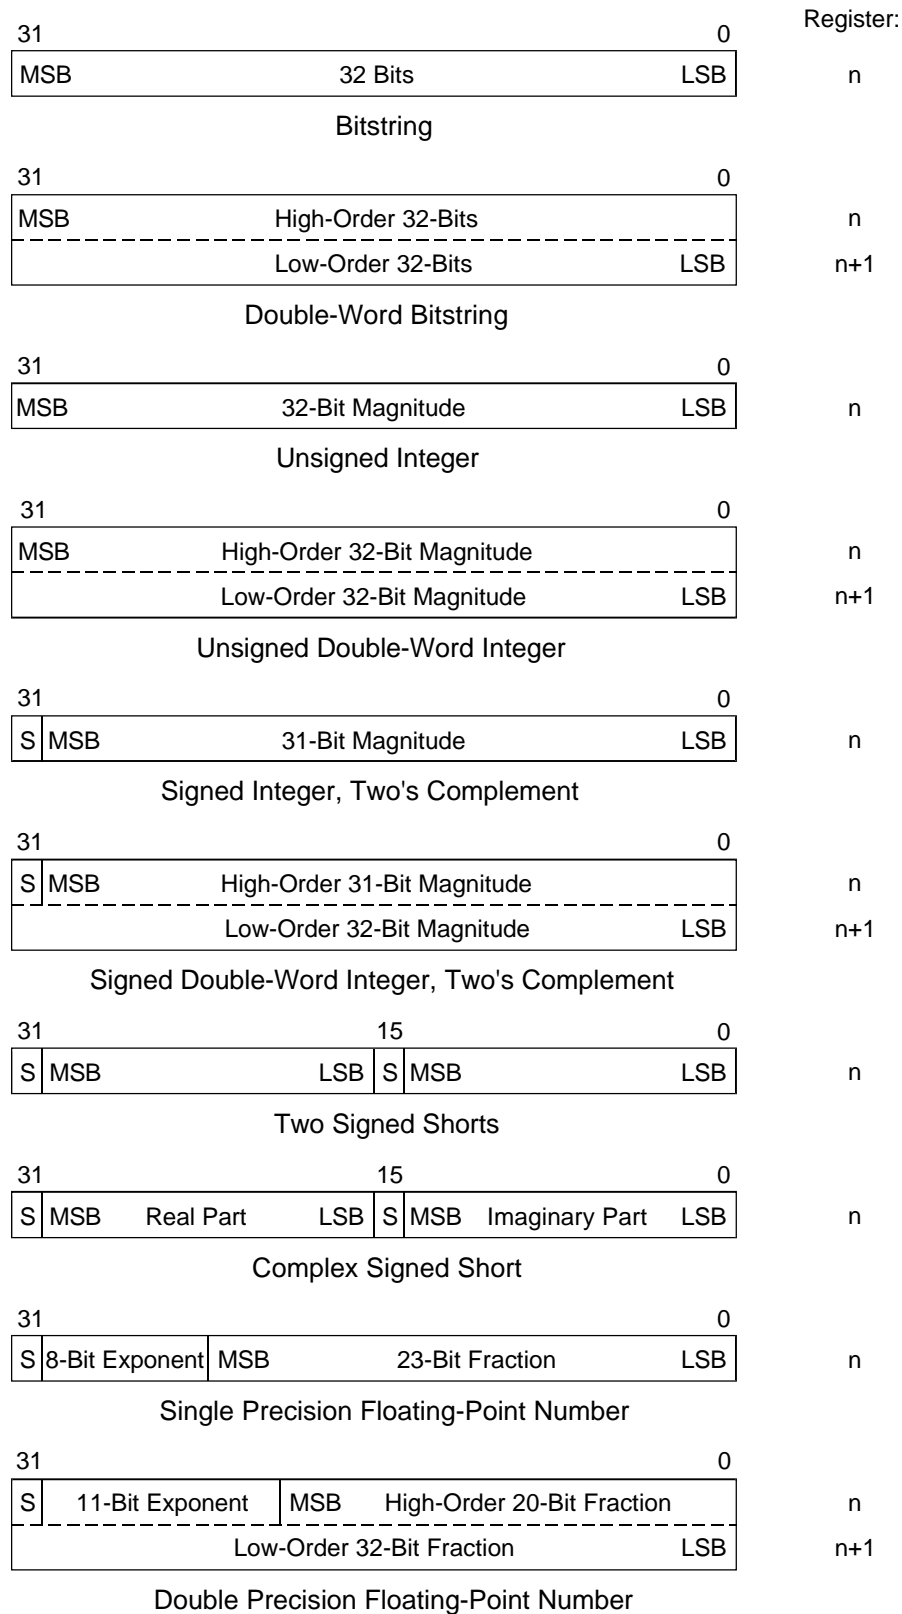 Register:
31 0
MSB 32 Bits LSB n
Bitstring
31 0
MSB High-Order 32-Bits n
Low-Order 32-Bits LSB n+1
Double-Word Bitstring
31 0
MSB 32-Bit Magnitude LSB n
Unsigned Integer
31 0
MSB High-Order 32-Bit Magnitude n
Low-Order 32-Bit Magnitude LSB n+1
Unsigned Double-Word Integer
31 0
S MSB 31-Bit Magnitude LSB n
Signed Integer, Two's Complement
31 0
S MSB High-Order 31-Bit Magnitude n
Low-Order 32-Bit Magnitude LSB n+1
Signed Double-Word Integer, Two's Complement
31 15 0
S MSB LSB S MSB LSB n
Two Signed Shorts
31 15 0
S MSB Real Part LSB S MSB Imaginary Part LSB n
Complex Signed Short
31 0
S 8-Bit Exponent MSB 23-Bit Fraction LSB n
Single Precision Floating-Point Number
31 0
S 11-Bit Exponent MSB High-Order 20-Bit Fraction n
Low-Order 32-Bit Fraction LSB n+1
Double Precision Floating-Point Number